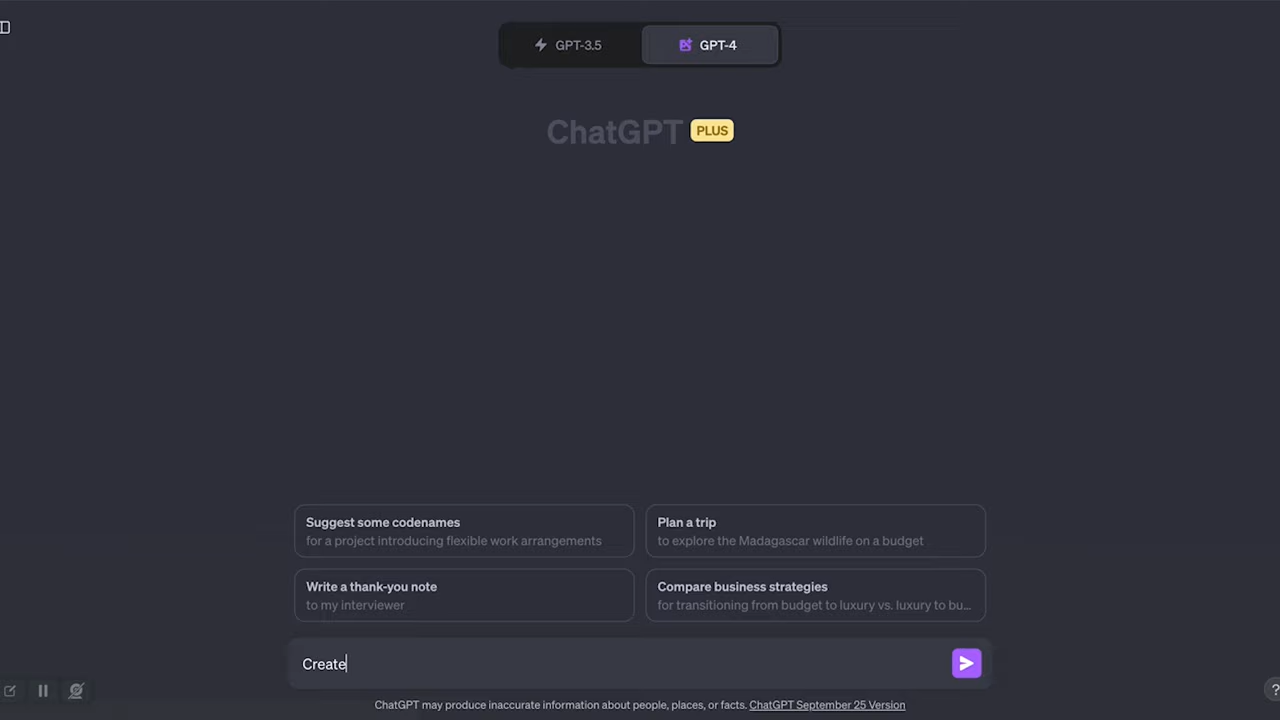 GPT-3.5
GPT-4
ChatGPT PLUS
Suggest some codenames
for a project introducing flexible work arrangements
Plan a trip
to explore the Madagascar wildlife on a budget
Write a thank-you note
to my interviewer
Compare business strategies
for transitioning from budget to luxury vs. luxury to bu...
Create
?
ChatGPT may produce inaccurate information about people, places, or facts. ChatGPT September 25 Version